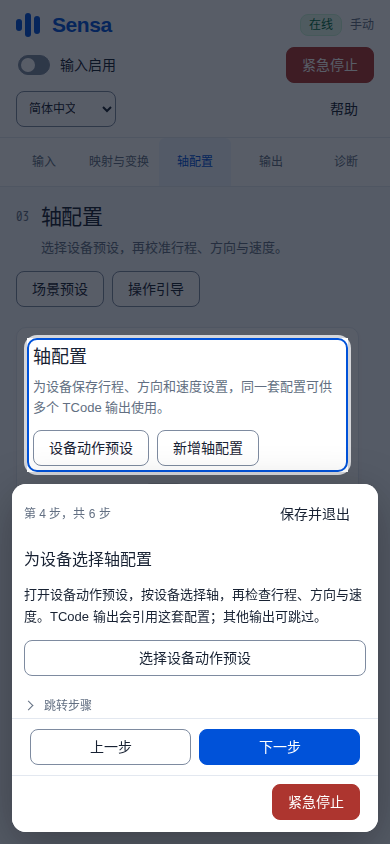 Sensa
在线 手动
输入启用
紧急停止
简体中文
帮助
输入 映射与变换 轴配置 输出 诊断
03 轴配置
选择设备预设，再校准行程、方向与速度。
场景预设 操作引导
轴配置
为设备保存行程、方向和速度设置，同一套配置可供
多个 TCode 输出使用。
设备动作预设 新增轴配置
第 4 步，共 6 步 保存并退出
为设备选择轴配置
打开设备动作预设，按设备选择轴，再检查行程、方向与速
度。TCode 输出会引用这套配置；其他输出可跳过。
选择设备动作预设
跳转步骤
上一步 下一步
紧急停止